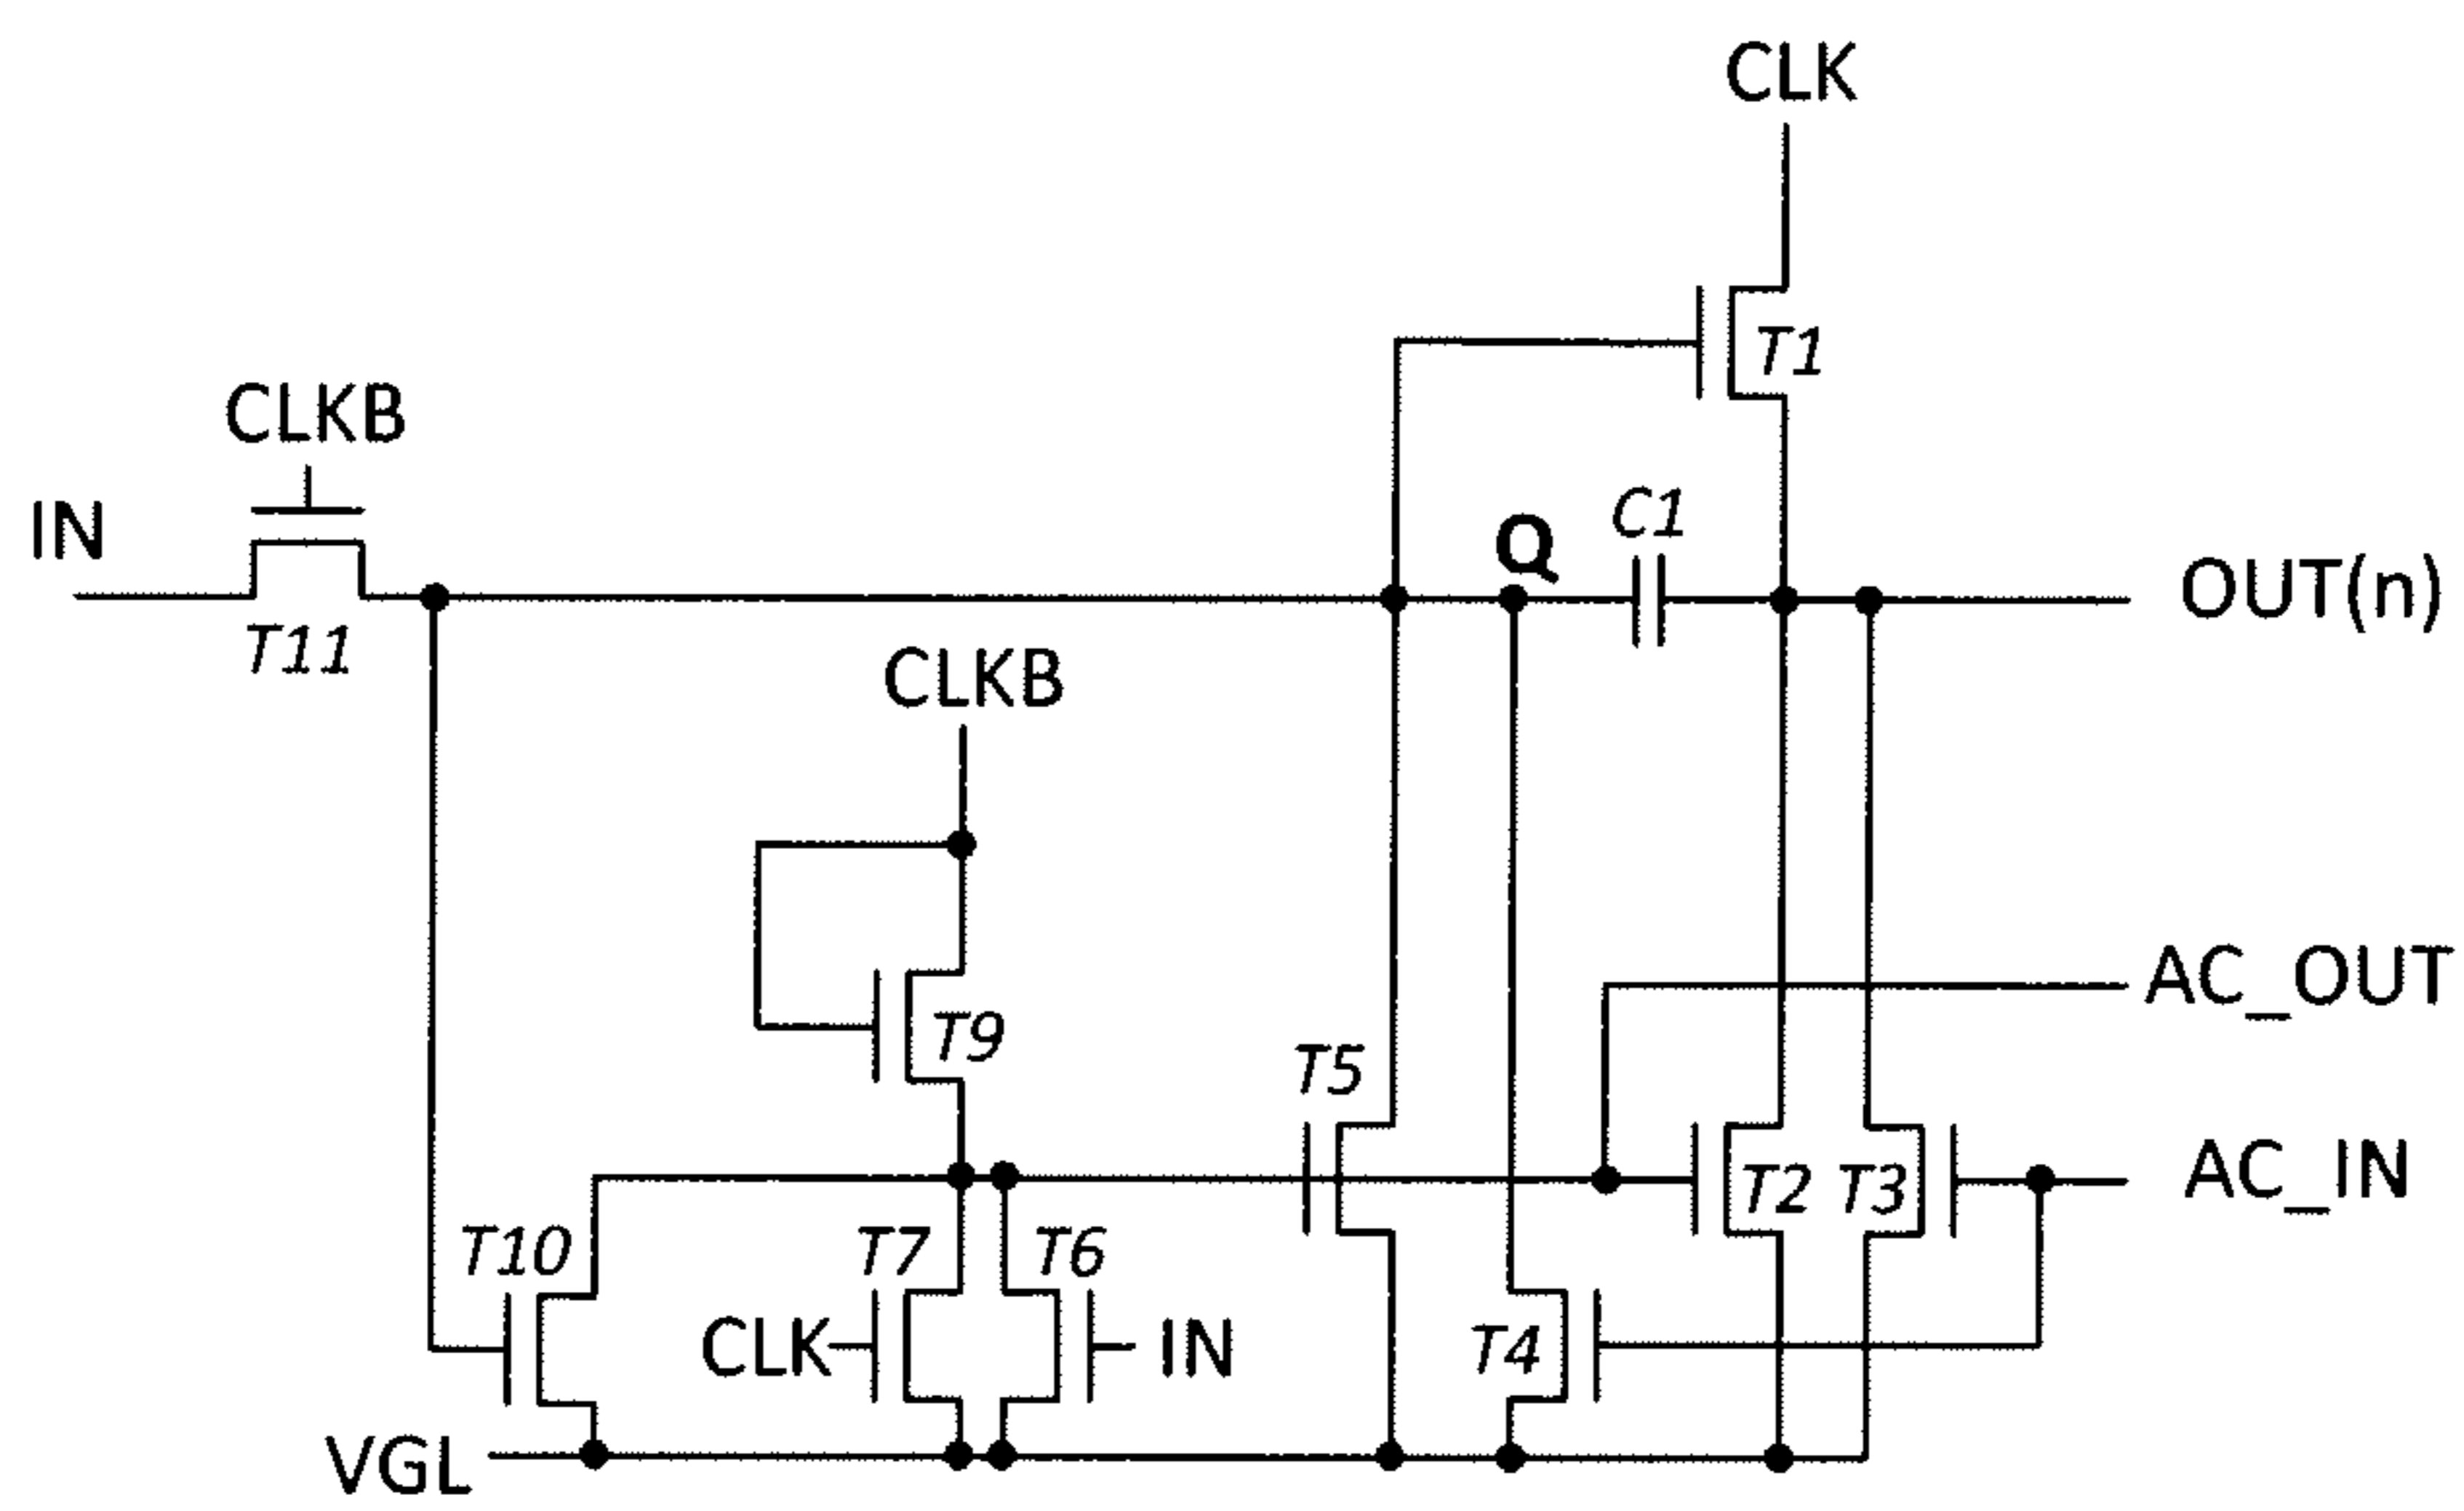 CLK
T1
CLKB
IN
T11
Q
C1
OUT(n)
CLKB
T9
T5
AC_OUT
AC_IN
T2
T3
T10
T7
T6
CLK
IN
T4
VGL